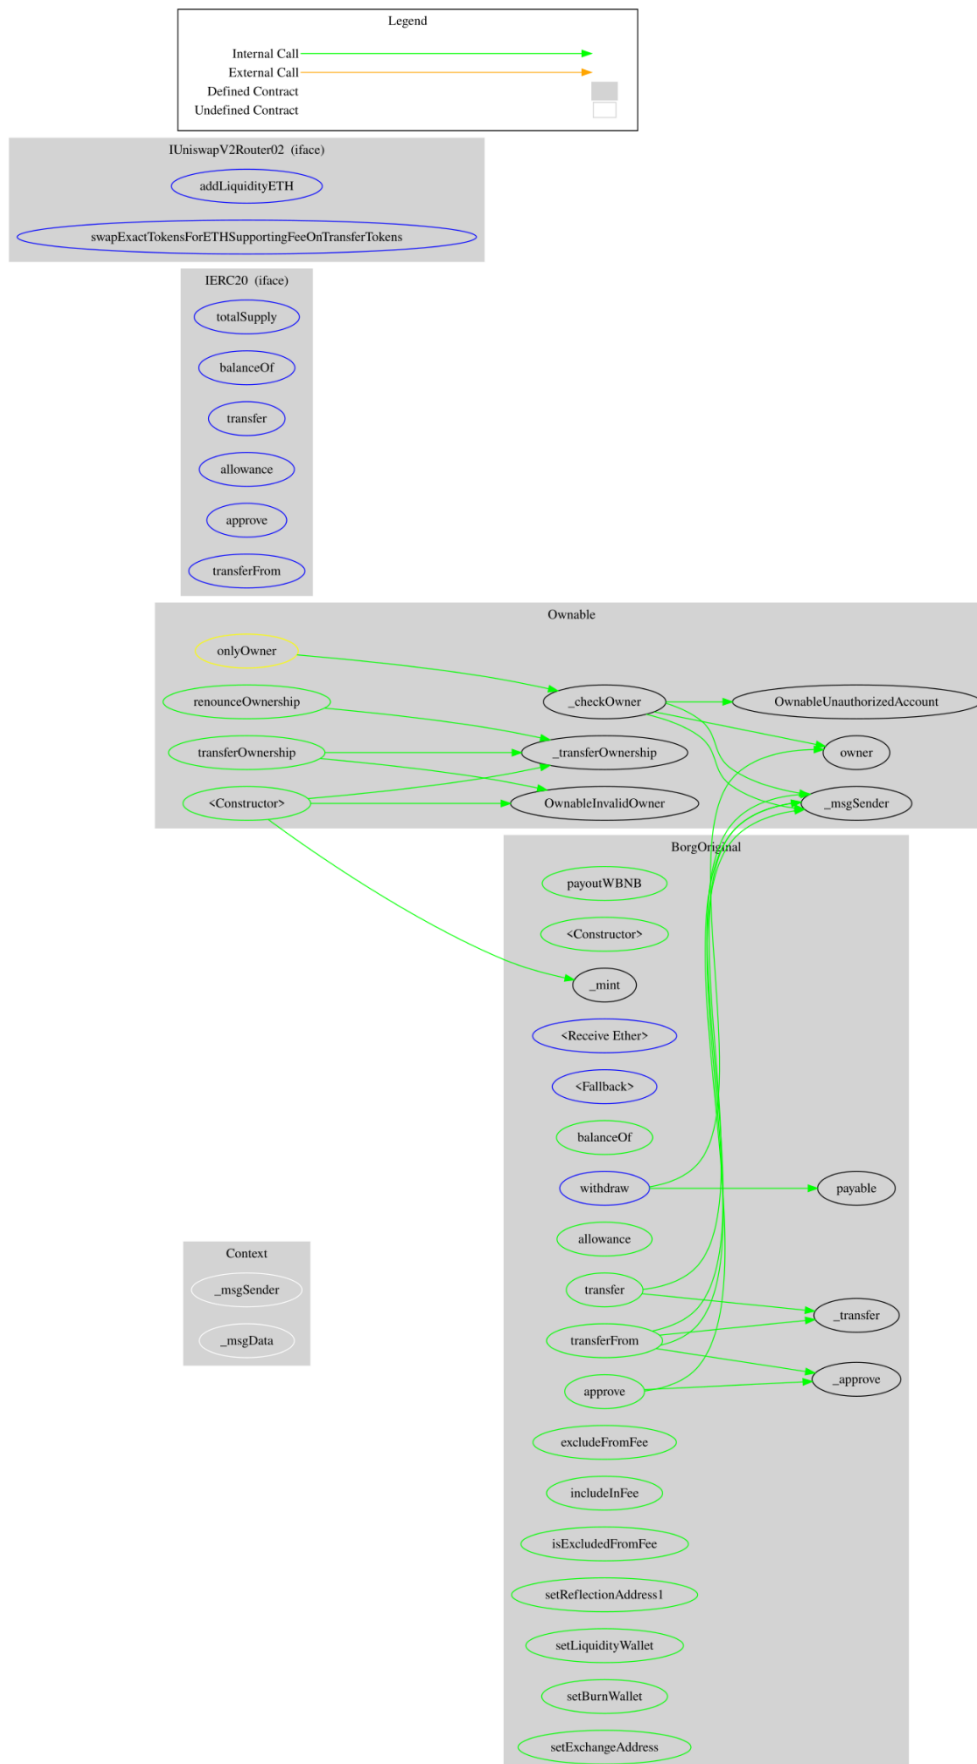 Legend
Internal Call
External Call
Defined Contract
Undefined Contract
IUniswapV2Router02 (iface)
addLiquidityETH
swapExactTokensForETHSupportingFeeOnTransferTokens
IERC20 (iface)
totalSupply
balanceOf
transfer
allowance
approve
transferFrom
Ownable
onlyOwner
renounceOwnership
_checkOwner
OwnableUnauthorizedAccount
transferOwnership
_transferOwnership
owner
<Constructor>
OwnableInvalidOwner
_msgSender
BorgOriginal
payoutWBNB
<Constructor>
_mint
<Receive Ether>
<Fallback>
balanceOf
withdraw
payable
allowance
transfer
_transfer
transferFrom
approve
_approve
excludeFromFee
includeInFee
isExcludedFromFee
setReflectionAddress1
setLiquidityWallet
setBurnWallet
setExchangeAddress
Context
_msgSender
_msgData